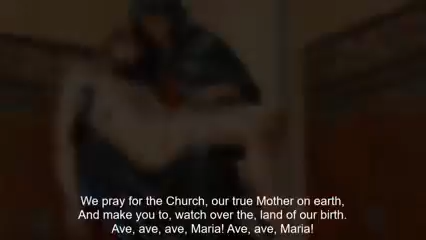 We pray for the Church, our true Mother on earth,
And make you to, watch over the, land of our birth.
Ave, ave, ave, Maria! Ave, ave, Maria!